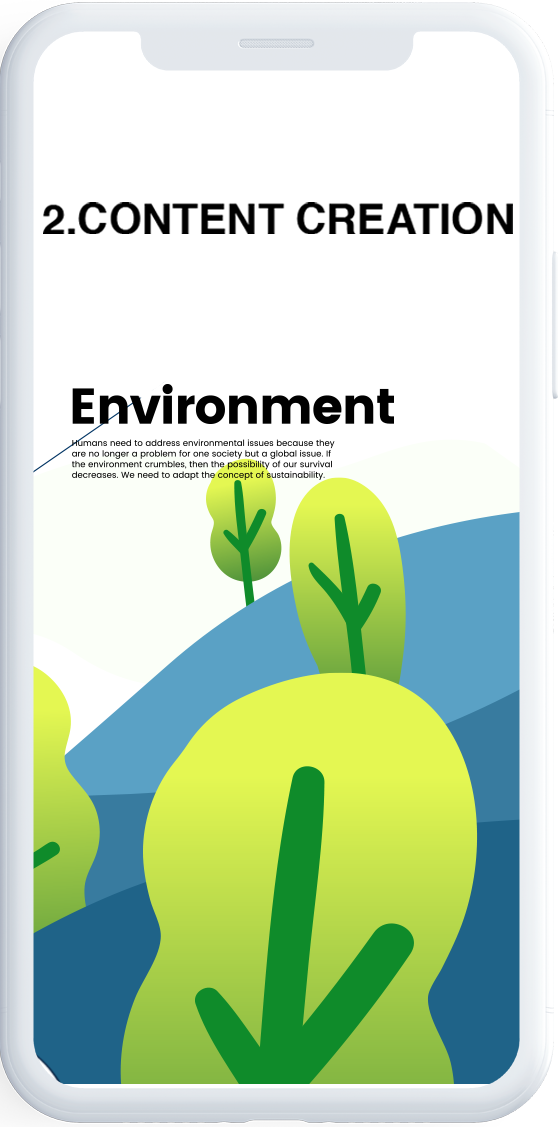 2.CONTENT CREATION
Environment
Humans need to address environmental issues because they
are no longer a problem for one society but a global issue. If
the environment crumbles, then the possibility of our survival
decreases. We need to adapt the concept of sustainability.